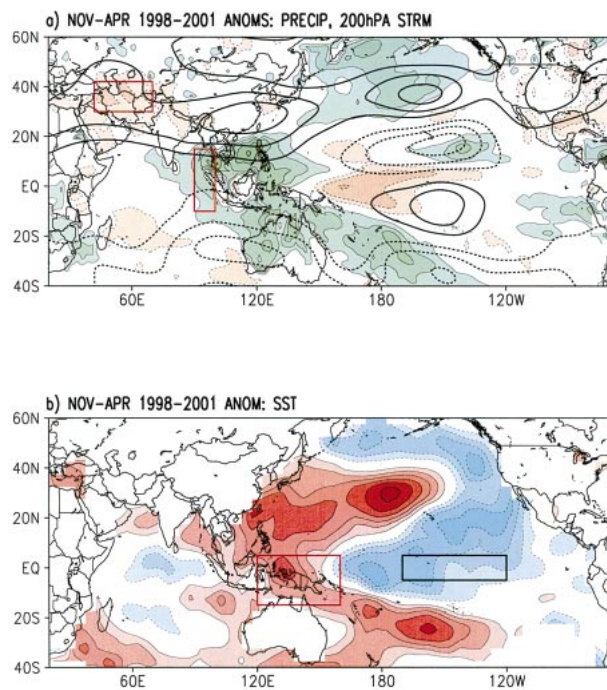 a) NOV-APR 1998-2001 ANOMS: PRECIP, 200hPA STRM
60N
40N
20N
EQ
20S
40S
60E 120E 180 120W
b) NOV-APR 1998-2001 ANOM: SST
60N
40N
20N
EQ
20S
40S
60E 120E 180 120W